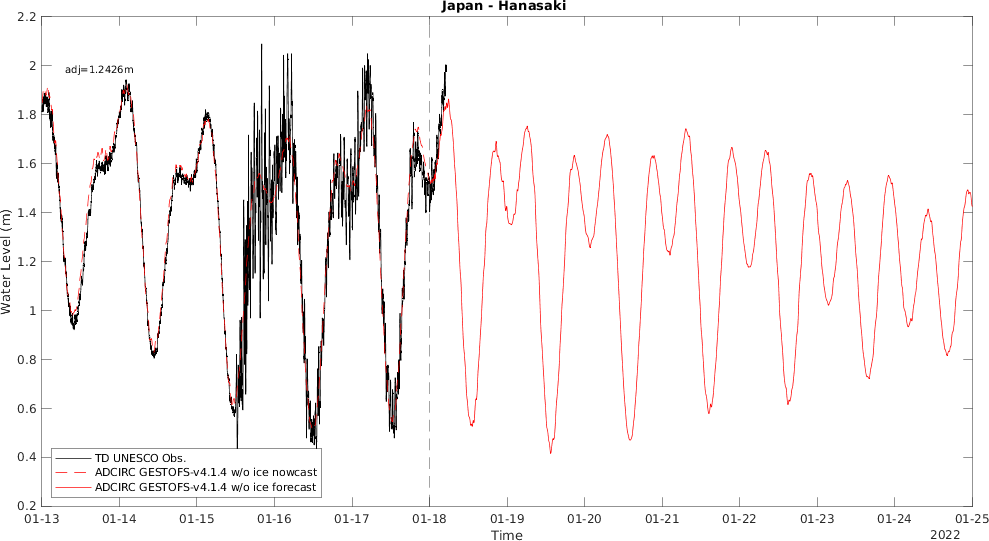 Japan - Hanasaki
2.2
2
1.8
1.6
1.4
1.2
1
0.8
0.6
0.4
0.2
Water Level (m)
adj=1.2426m
TD UNESCO Obs.
ADCIRC GESTOFS-v4.1.4 w/o ice nowcast
ADCIRC GESTOFS-v4.1.4 w/o ice forecast
01-13 01-14 01-15 01-16 01-17 01-18 01-19 01-20 01-21 01-22 01-23 01-24 01-25
Time
2022